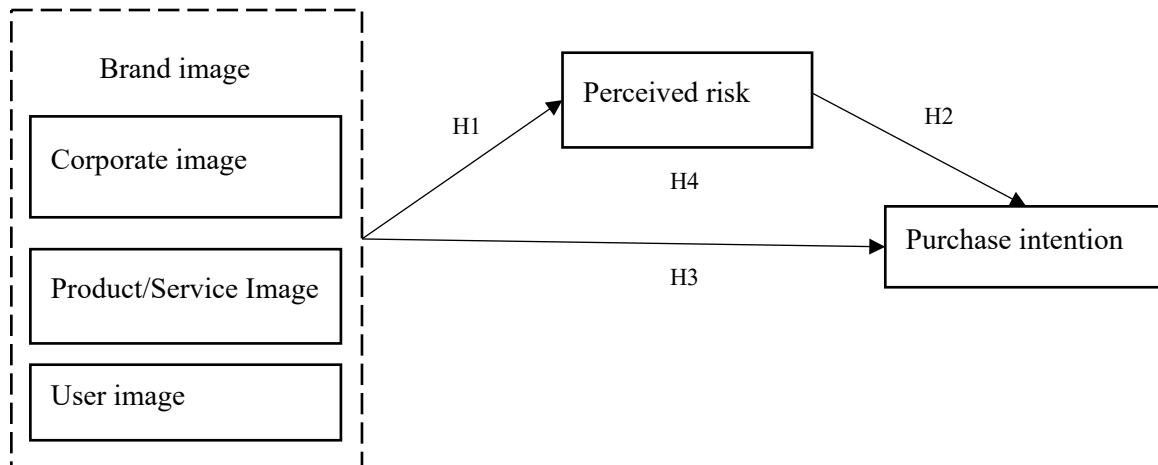 Brand image
Corporate image
Product/Service Image
User image
H1
Perceived risk
H2
H4
H3
Purchase intention